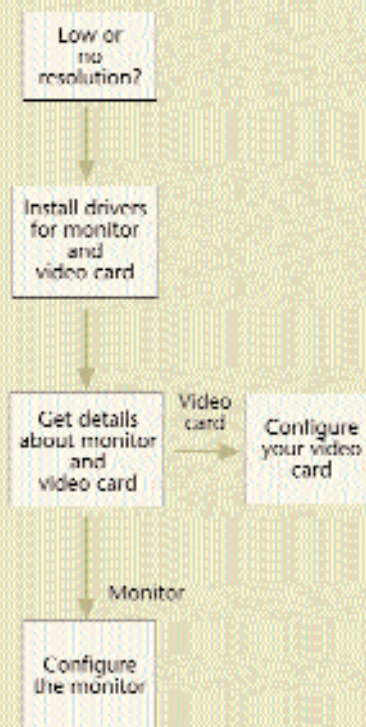 Low or
no
resolution?
Install drivers
for monitor
and
video card
Get details
about monitor
and
video card
Video
card
Configure
your video
card
Monitor
Configure
the monitor